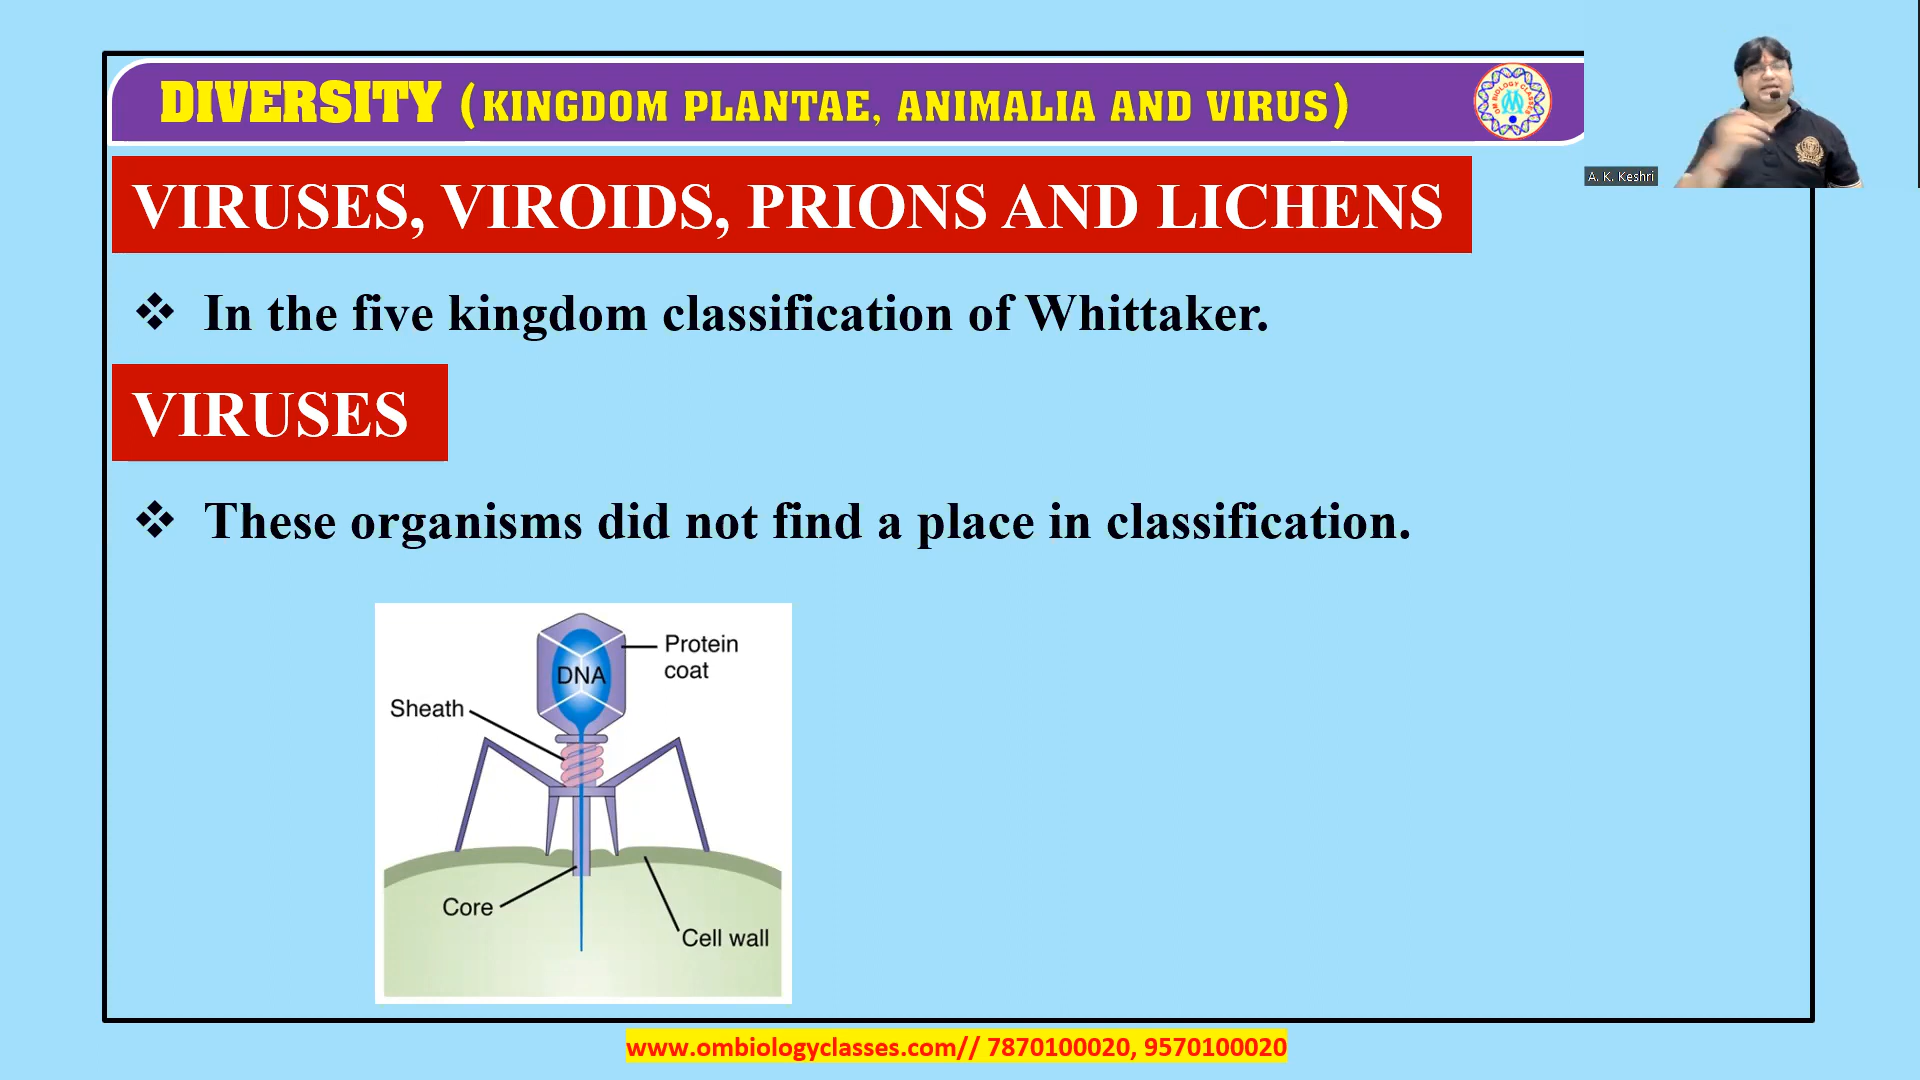 DIVERSITY (KINGDOM PLANTAE, ANIMALIA AND VIRUS)
A. K. Keshri
VIRUSES, VIROIDS, PRIONS AND LICHENS
❖ In the five kingdom classification of Whittaker.
VIRUSES
❖ These organisms did not find a place in classification.
Protein
coat
DNA
Sheath
Core
Cell wall
www.ombiologyclasses.com// 7870100020, 9570100020